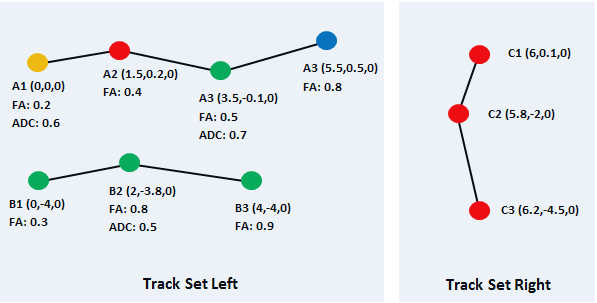 A1 (0,0,0)
FA: 0.2
ADC: 0.6
A2 (1.5,0.2,0)
FA: 0.4
A3 (3.5,-0.1,0)
FA: 0.5
ADC: 0.7
A3 (5.5,0.5,0)
FA: 0.8
B1 (0,-4,0)
FA: 0.3
B2 (2,-3.8,0)
FA: 0.8
ADC: 0.5
B3 (4,-4,0)
FA: 0.9
Track Set Left
C1 (6,0.1,0)
C2 (5.8,-2,0)
C3 (6.2,-4.5,0)
Track Set Right